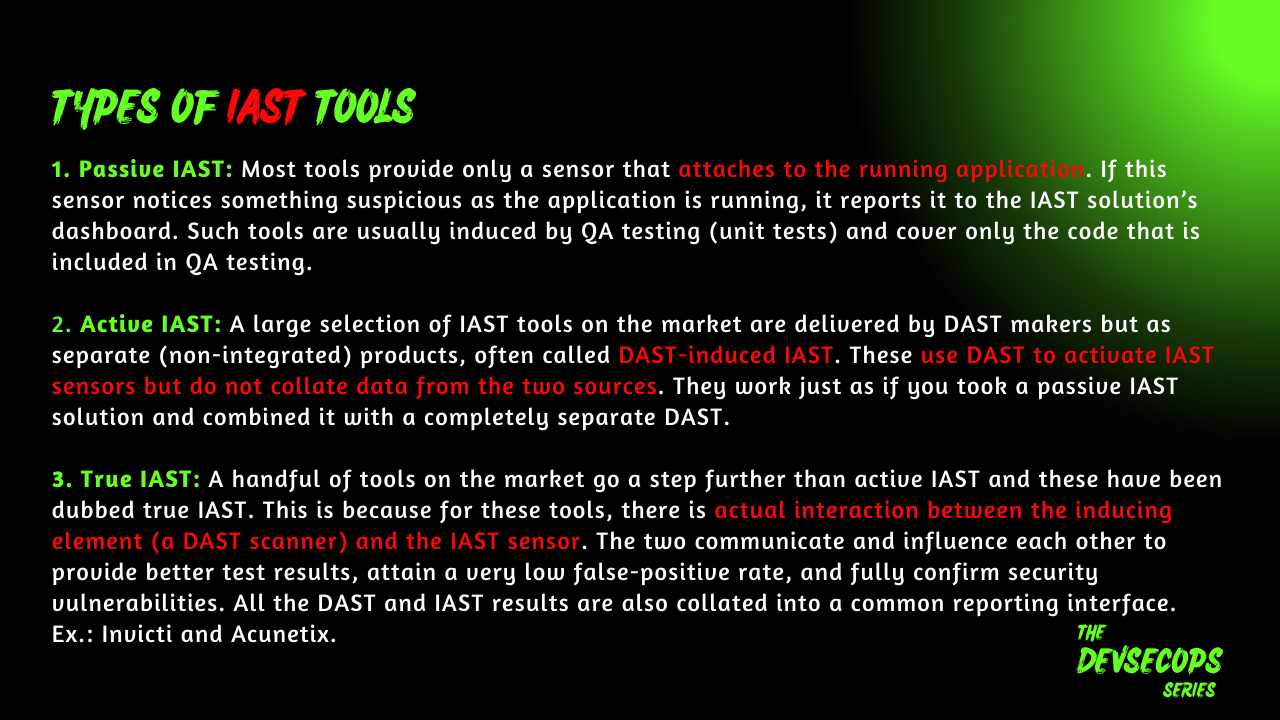 TYPES OF IAST TOOLS
1. Passive IAST: Most tools provide only a sensor that attaches to the running application. If this
sensor notices something suspicious as the application is running, it reports it to the IAST solution’s
dashboard. Such tools are usually induced by QA testing (unit tests) and cover only the code that is
included in QA testing.
2. Active IAST: A large selection of IAST tools on the market are delivered by DAST makers but as
separate (non-integrated) products, often called DAST-induced IAST. These use DAST to activate IAST
sensors but do not collate data from the two sources. They work just as if you took a passive IAST
solution and combined it with a completely separate DAST.
3. True IAST: A handful of tools on the market go a step further than active IAST and these have been
dubbed true IAST. This is because for these tools, there is actual interaction between the inducing
element (a DAST scanner) and the IAST sensor. The two communicate and influence each other to
provide better test results, attain a very low false-positive rate, and fully confirm security
vulnerabilities. All the DAST and IAST results are also collated into a common reporting interface.
Ex.: Invicti and Acunetix.
THE
DEVSECOPS
SERIES